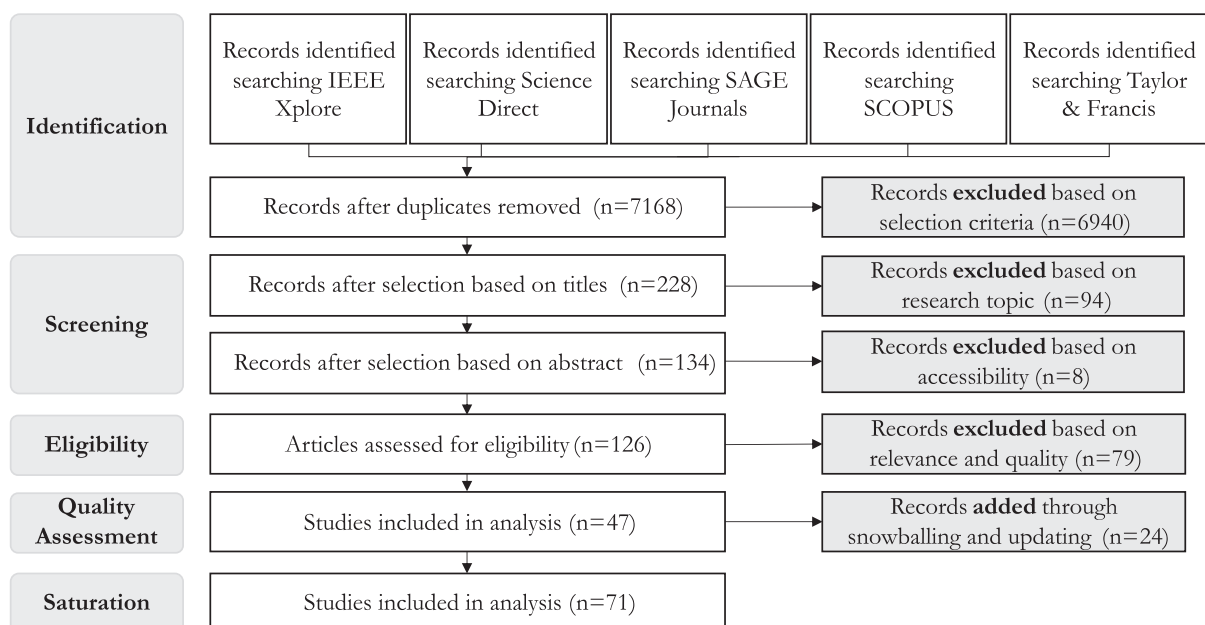 Identification
Records identified
searching IEEE
Xplore
Records identified
searching Science
Direct
Records identified
searching SAGE
Journals
Records identified
searching
SCOPUS
Records identified
searching Taylor
& Francis
Records after duplicates removed (n=7168)
Records excluded based on
selection criteria (n=6940)
Screening
Records after selection based on titles (n=228)
Records excluded based on
research topic (n=94)
Records after selection based on abstract (n=134)
Records excluded based on
accessibility (n=8)
Eligibility
Articles assessed for eligibility (n=126)
Records excluded based on
relevance and quality (n=79)
Quality
Assessment
Studies included in analysis (n=47)
Records added through
snowballing and updating (n=24)
Saturation
Studies included in analysis (n=71)